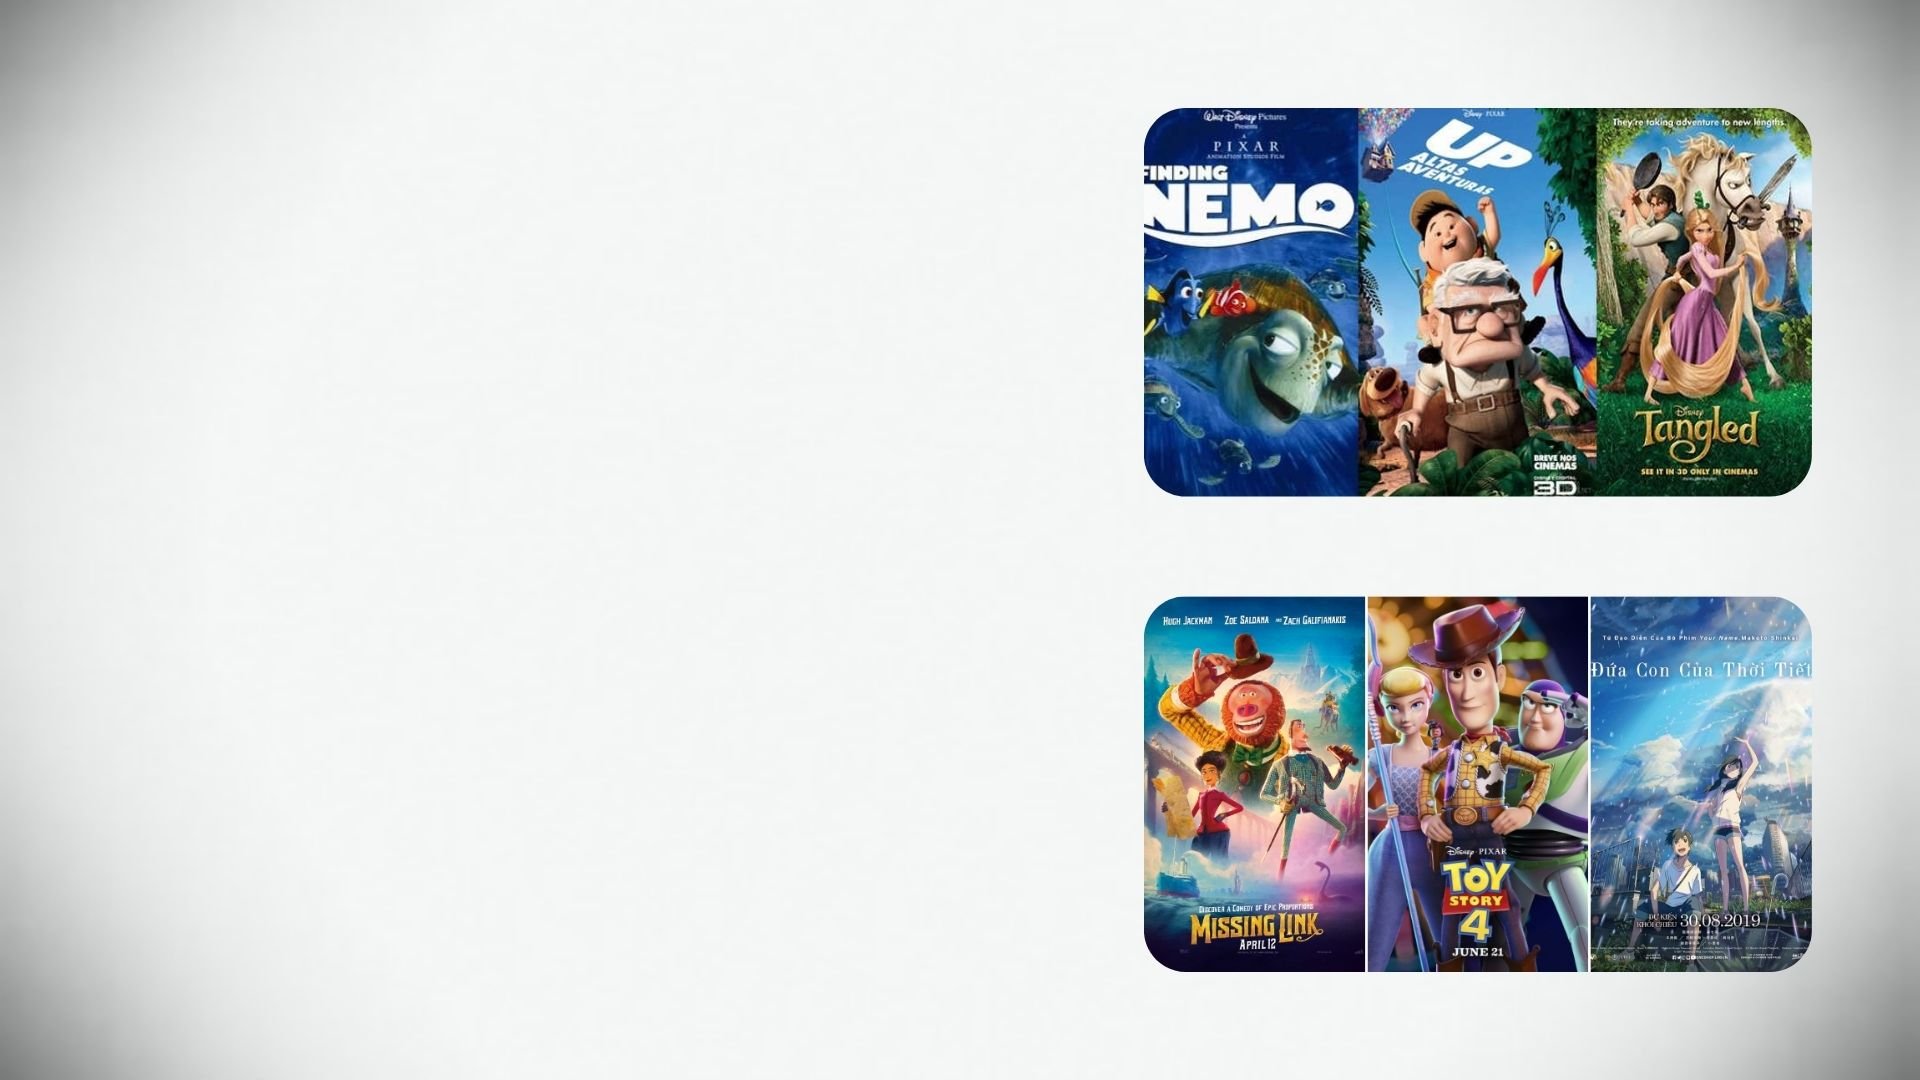 Walt Disney Pictures
Presents
A
PIXAR
ANIMATION STUDIOS FILM
FINDING
NEMO
Disney PIXAR
UP
ALTAS
AVENTURAS
BREVE NOS
CINEMAS
DISNEY DIGITAL
3D
They're taking adventure to new lengths.
Disney
Tangled
SEE IT IN 3D ONLY IN CINEMAS
HUGH JACKMAN ZOE SALDANA AND ZACH GALIFIANAKIS
DISCOVER A COMEDY OF EPIC PROPORTIONS
MISSING LINK
APRIL 12
DISNEY · PIXAR
TOY
STORY
4
JUNE 21
Từ Đạo Diễn Của Bộ Phim Your Name. Makoto Shinkai
Đứa Con Của Thời Tiết
DỰ KIẾN
KHỞI CHIẾU 30.08.2019